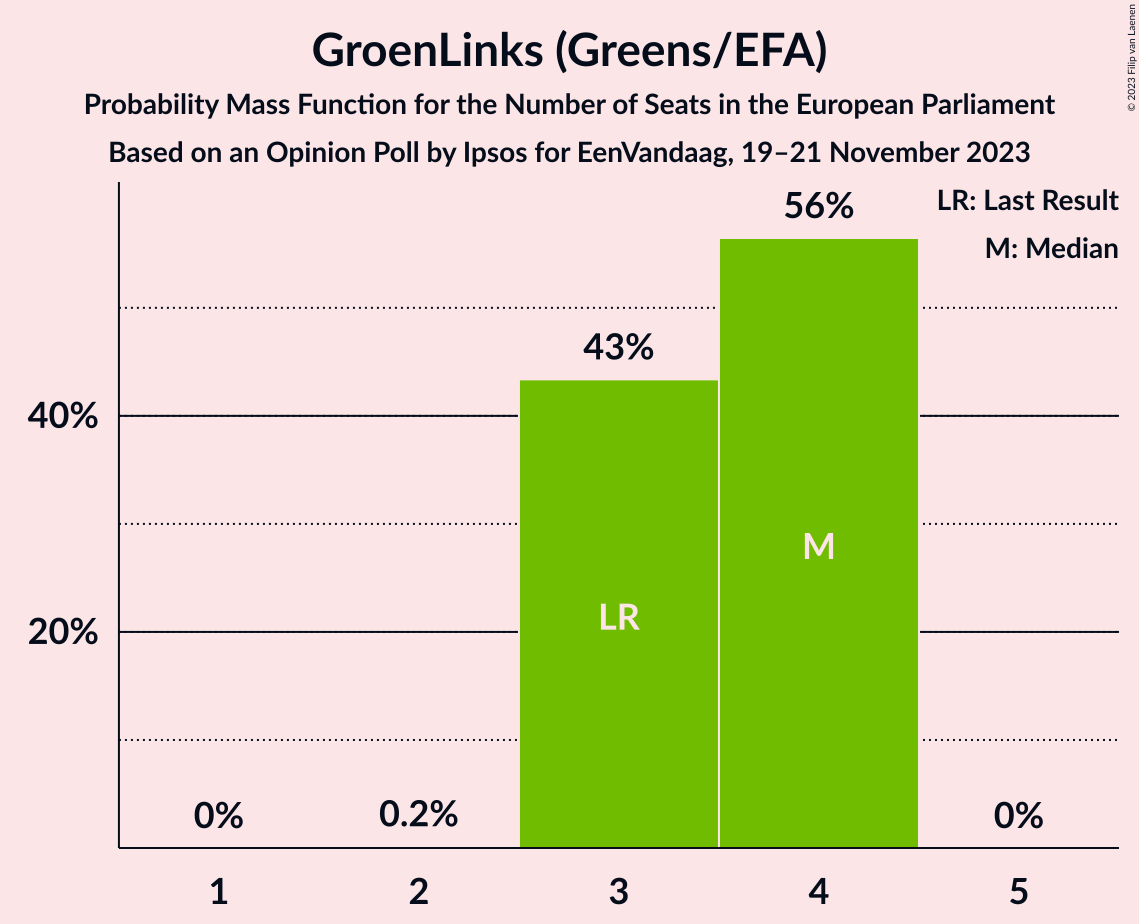 GroenLinks (Greens/EFA)
Probability Mass Function for the Number of Seats in the European Parliament
Based on an Opinion Poll by Ipsos for EenVandaag, 19–21 November 2023
© 2023 Filip van Laenen
LR: Last Result
M: Median
56%
43%
40%
20%
LR
M
0%
0.2%
0%
1
2
3
4
5